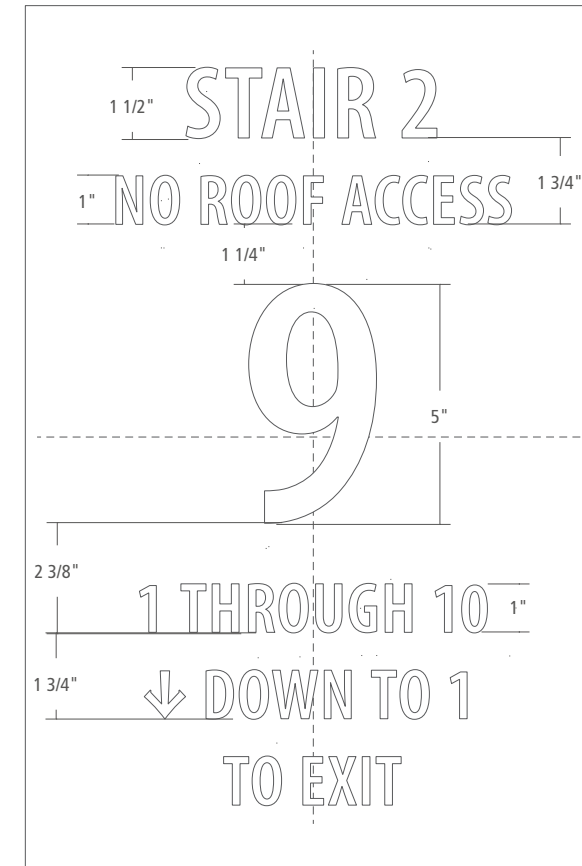 STAIR 2
1 1/2"
NO ROOF ACCESS
1"
1 3/4"
1 1/4"
9
5"
2 3/8"
1 THROUGH 10
1"
1 3/4"
↓ DOWN TO 1
TO EXIT